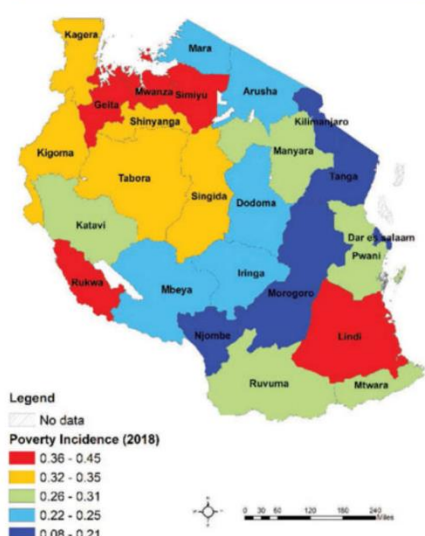 Kagera
Mara
Mwanza
Geita
Simiyu
Arusha
Shinyanga
Kilimanjaro
Kigoma
Manyara
Tabora
Singida
Tanga
Dodoma
Katavi
Dar es salaam
Pwani
Rukwa
Mbeya
Iringa
Morogoro
Njombe
Lindi
Ruvuma
Mtwara
Legend
No data
Poverty Incidence (2018)
0.36 - 0.45
0.32 - 0.35
0.26 - 0.31
0.22 - 0.25
0.08 - 0.21
0 30 60 120 180 240
Miles